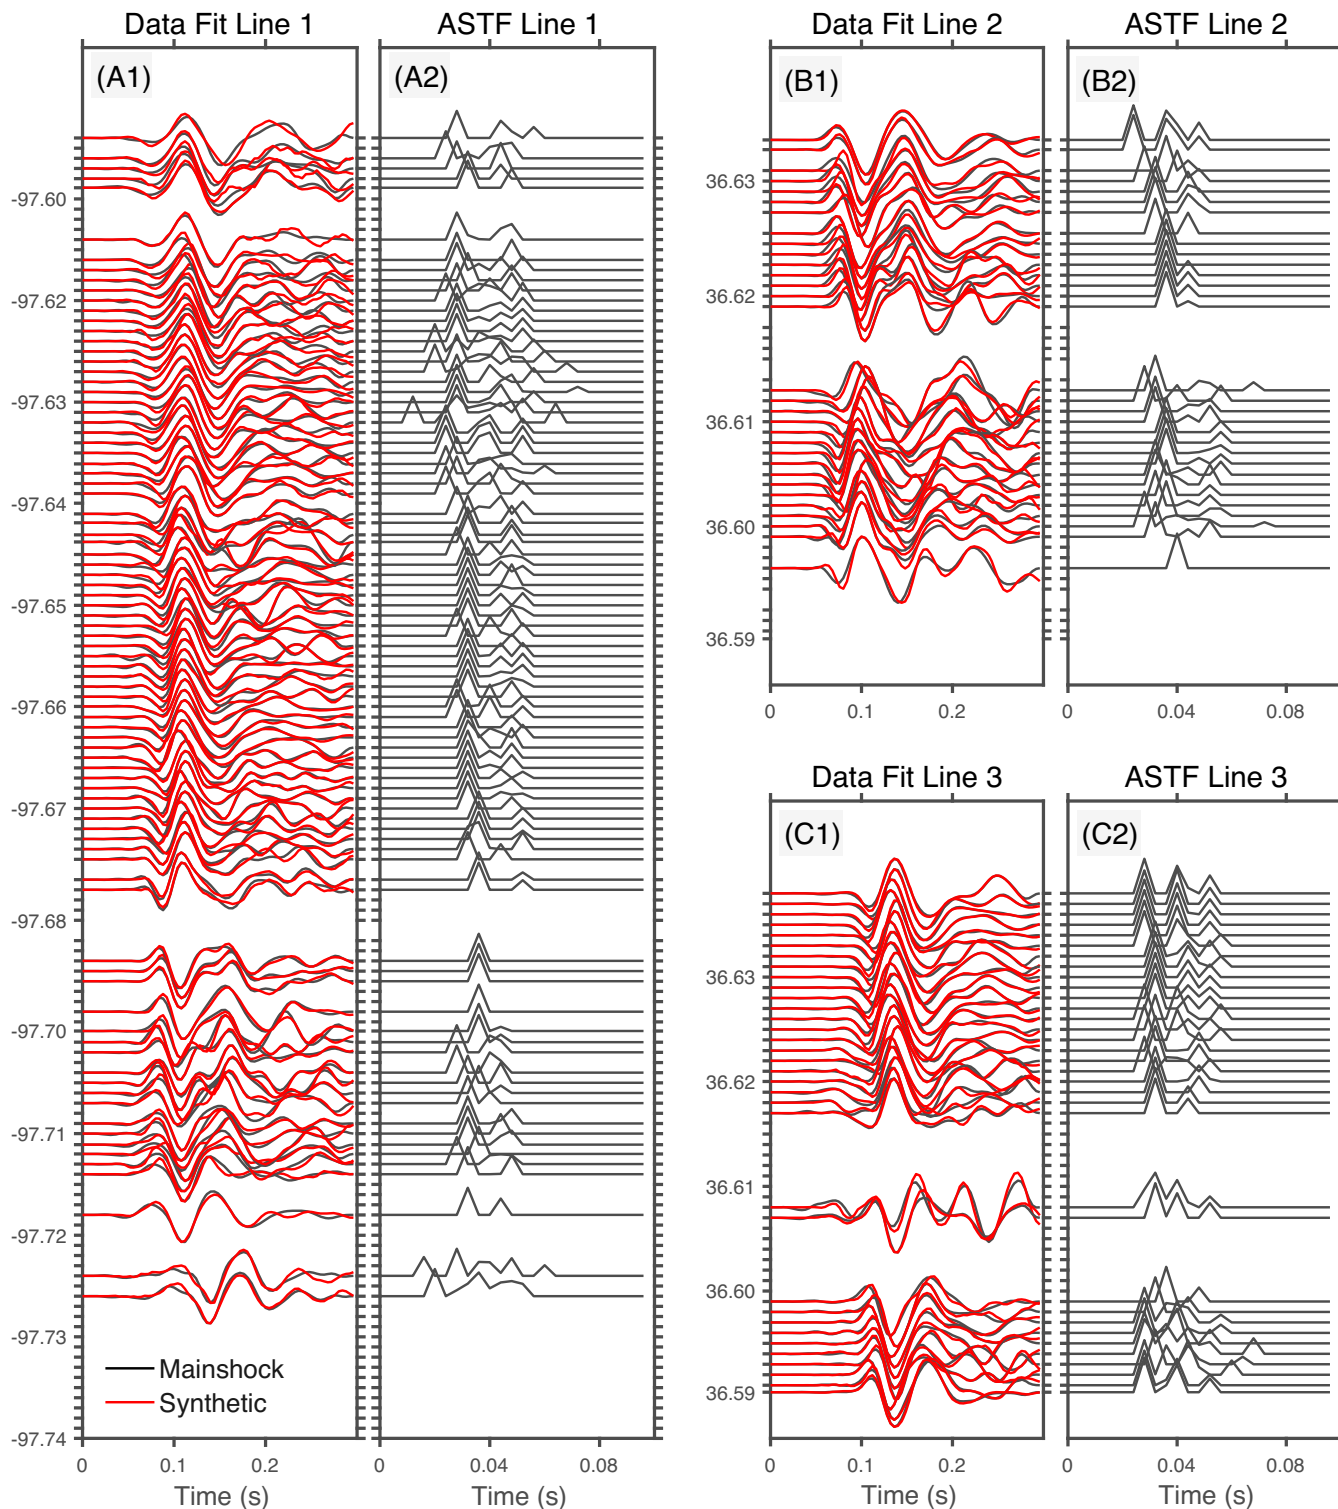 Data Fit Line 1
ASTF Line 1
(A1)
(A2)
-97.60
-97.62
-97.63
-97.64
-97.65
-97.66
-97.67
-97.68
-97.70
-97.71
-97.72
-97.73
-97.74
Mainshock
Synthetic
0
0.1
0.2
0
0.04
0.08
Time (s)
Time (s)
Data Fit Line 2
ASTF Line 2
(B1)
(B2)
36.63
36.62
36.61
36.60
36.59
0
0.1
0.2
0
0.04
0.08
Data Fit Line 3
ASTF Line 3
(C1)
(C2)
36.63
36.62
36.61
36.60
36.59
0
0.1
0.2
0
0.04
0.08
Time (s)
Time (s)